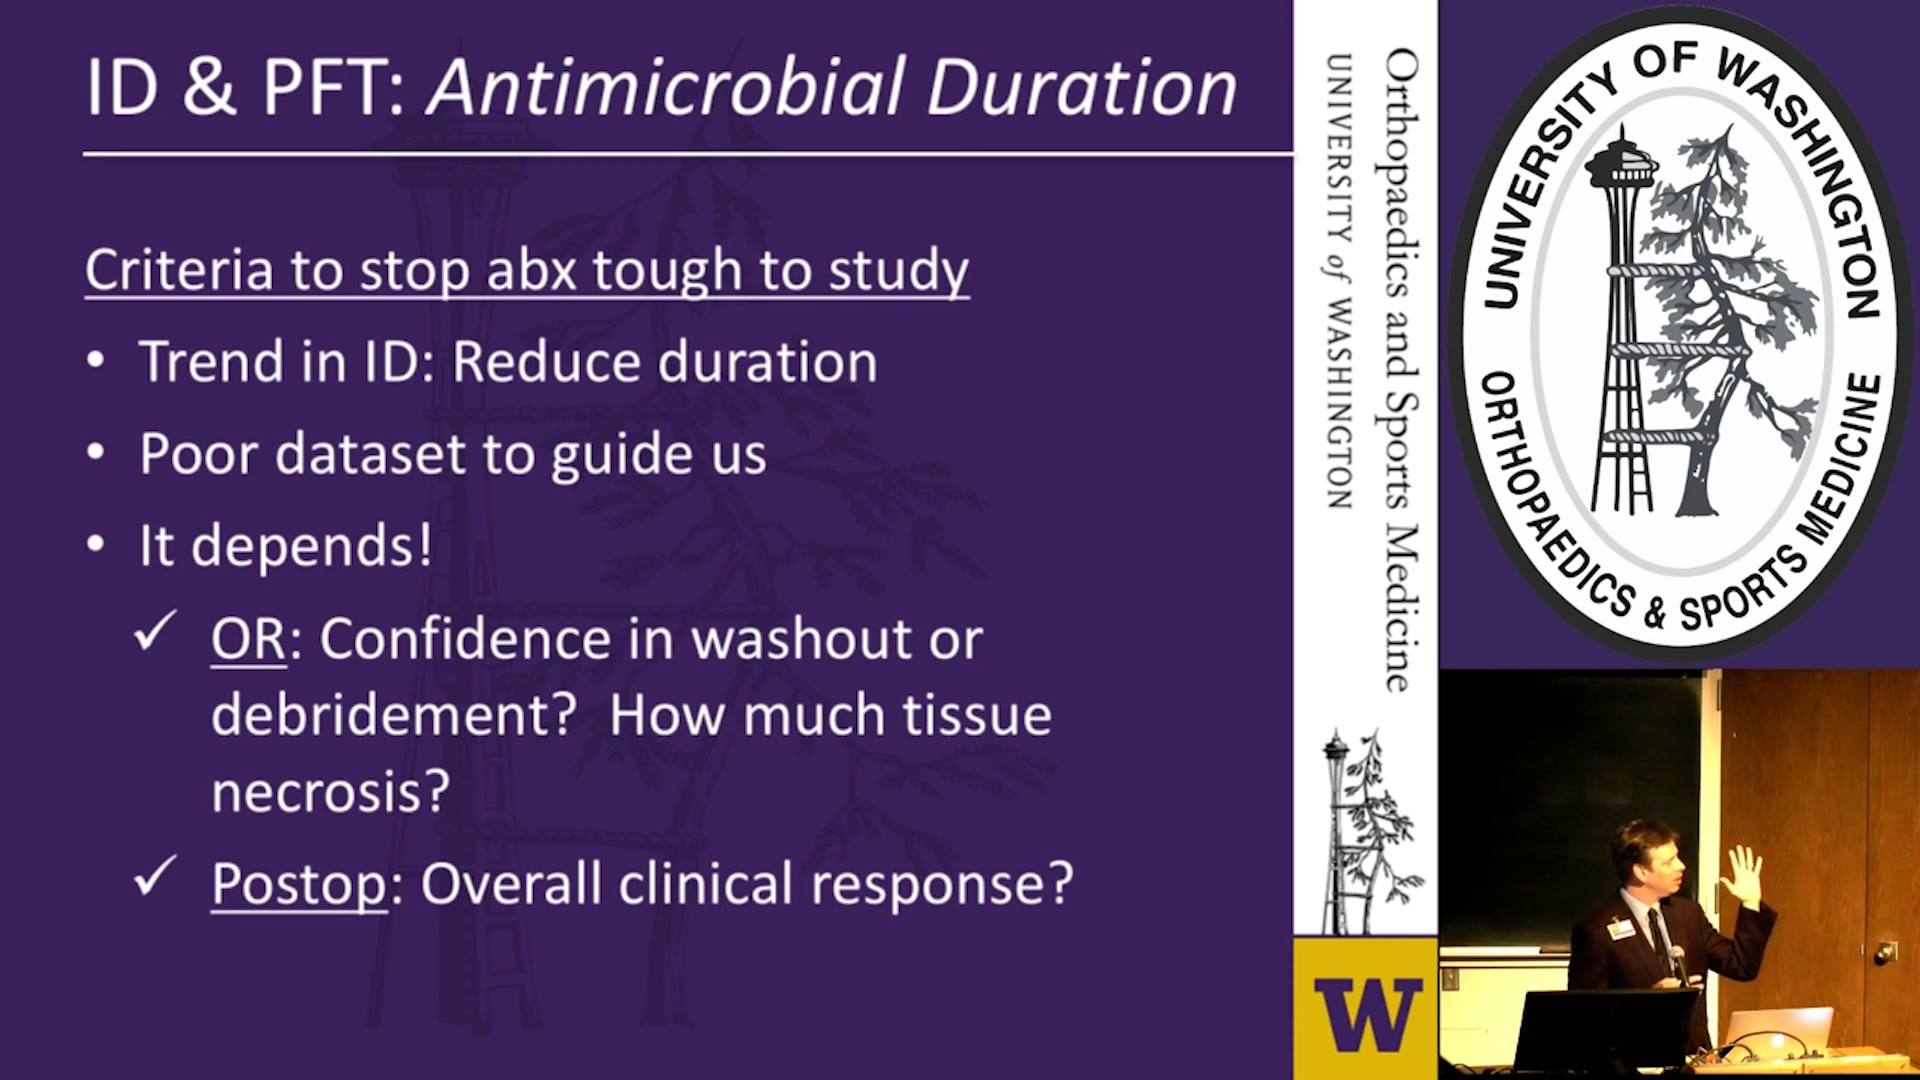 ID & PFT: Antimicrobial Duration
Criteria to stop abx tough to study
• Trend in ID: Reduce duration
• Poor dataset to guide us
• It depends!
✓ OR: Confidence in washout or
debridement?  How much tissue
necrosis?
✓ Postop: Overall clinical response?
Orthopaedics and Sports Medicine
UNIVERSITY of WASHINGTON
W
UNIVERSITY OF WASHINGTON
ORTHOPAEDICS & SPORTS MEDICINE